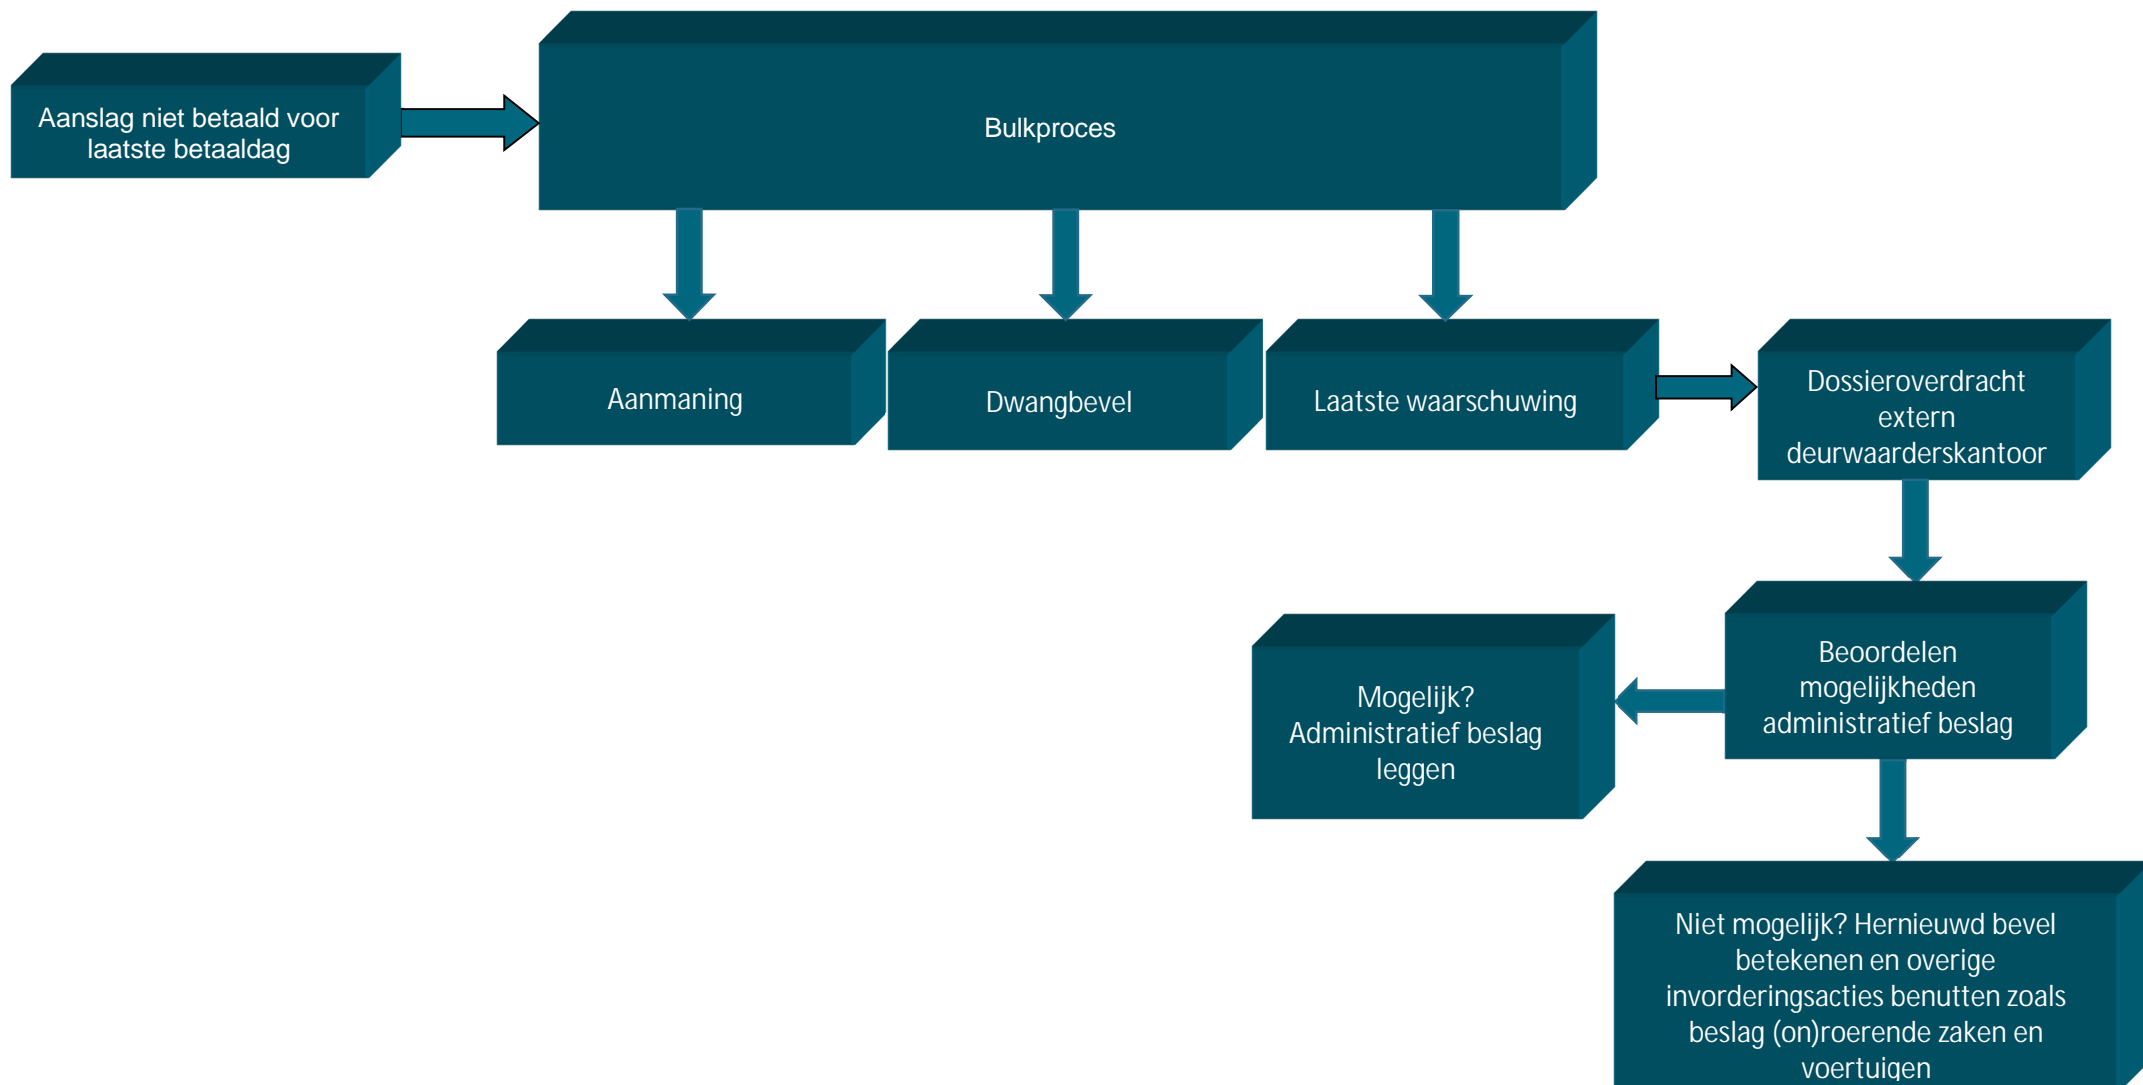 Aanslag niet betaald voor
laatste betaaldag
Bulkproces
Aanmaning
Dwangbevel
Laatste waarschuwing
Dossieroverdracht
extern
deurwaarderskantoor
Beoordelen
mogelijkheden
administratief beslag
Mogelijk?
Administratief beslag
leggen
Niet mogelijk? Hernieuwd bevel
betekenen en overige
invorderingsacties benutten zoals
beslag (on)roerende zaken en
voertuigen